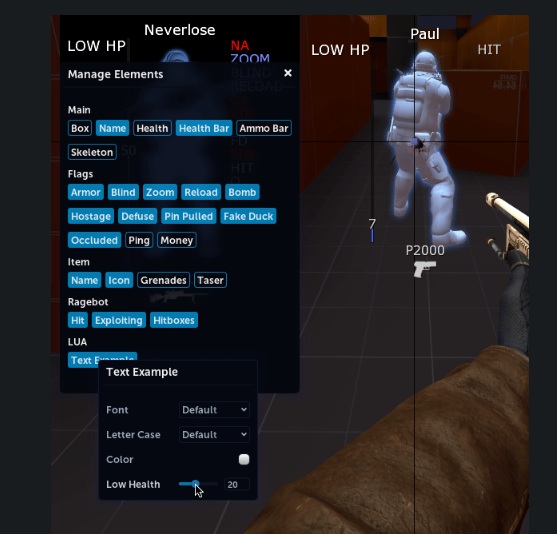 Neverlose
LOW HP
NA
ZOOM
BLIND
RELOAD
Manage Elements
×
Main
Box Name Health Health Bar Ammo Bar
Skeleton
50
Flags
FD
HIT
Armor Blind Zoom Reload Bomb
Hostage Defuse Pin Pulled Fake Duck
Occluded Ping Money
Item
Name Icon Grenades Taser
Ragebot
Hit Exploiting Hitboxes
LUA
Text Example
Text Example
Font Default
Letter Case Default
Color
Low Health 20
Paul
LOW HP
HIT
7
P2000